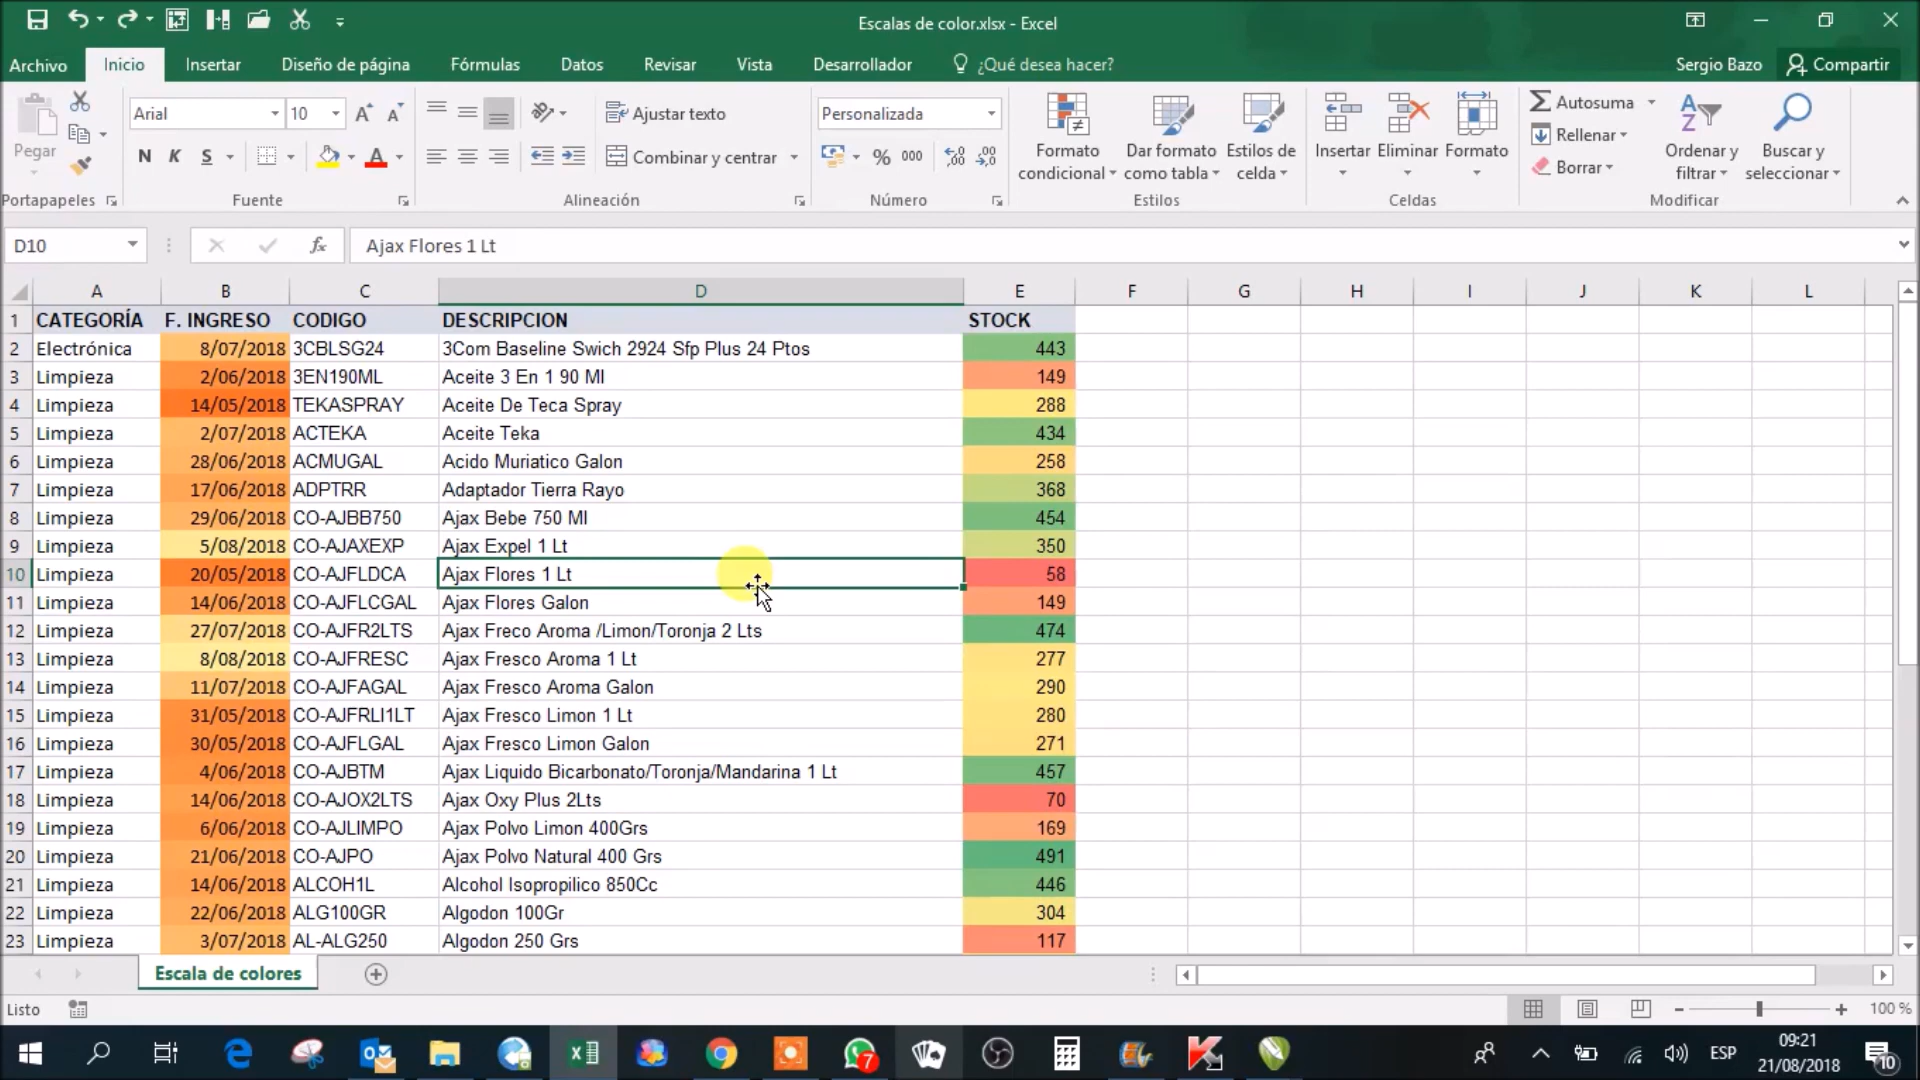 Escalas de color.xlsx - Excel
Archivo Inicio Insertar Diseño de página Fórmulas Datos Revisar Vista Desarrollador ¿Qué desea hacer? Sergio Bazo Compartir
Pegar
Portapapeles
Arial 10
N K S
Fuente
Ajustar texto
Combinar y centrar
Alineación
Personalizada
% 000
Número
Formato condicional
Dar formato como tabla
Estilos de celda
Estilos
Insertar Eliminar Formato
Celdas
Autosuma
Rellenar
Borrar
Ordenar y filtrar
Buscar y seleccionar
Modificar
D10 fx Ajax Flores 1 Lt
A B C D E F G H I J K L
1 CATEGORÍA F. INGRESO CODIGO DESCRIPCION STOCK
2 Electrónica 8/07/2018 3CBLSG24 3Com Baseline Swich 2924 Sfp Plus 24 Ptos 443
3 Limpieza 2/06/2018 3EN190ML Aceite 3 En 1 90 Ml 149
4 Limpieza 14/05/2018 TEKASPRAY Aceite De Teca Spray 288
5 Limpieza 2/07/2018 ACTEKA Aceite Teka 434
6 Limpieza 28/06/2018 ACMUGAL Acido Muriatico Galon 258
7 Limpieza 17/06/2018 ADPTRR Adaptador Tierra Rayo 368
8 Limpieza 29/06/2018 CO-AJBB750 Ajax Bebe 750 Ml 454
9 Limpieza 5/08/2018 CO-AJAXEXP Ajax Expel 1 Lt 350
10 Limpieza 20/05/2018 CO-AJFLDCA Ajax Flores 1 Lt 58
11 Limpieza 14/06/2018 CO-AJFLCGAL Ajax Flores Galon 149
12 Limpieza 27/07/2018 CO-AJFR2LTS Ajax Freco Aroma /Limon/Toronja 2 Lts 474
13 Limpieza 8/08/2018 CO-AJFRESC Ajax Fresco Aroma 1 Lt 277
14 Limpieza 11/07/2018 CO-AJFAGAL Ajax Fresco Aroma Galon 290
15 Limpieza 31/05/2018 CO-AJFRLI1LT Ajax Fresco Limon 1 Lt 280
16 Limpieza 30/05/2018 CO-AJFLGAL Ajax Fresco Limon Galon 271
17 Limpieza 4/06/2018 CO-AJBTM Ajax Liquido Bicarbonato/Toronja/Mandarina 1 Lt 457
18 Limpieza 14/06/2018 CO-AJOX2LTS Ajax Oxy Plus 2Lts 70
19 Limpieza 6/06/2018 CO-AJLIMPO Ajax Polvo Limon 400Grs 169
20 Limpieza 21/06/2018 CO-AJPO Ajax Polvo Natural 400 Grs 491
21 Limpieza 14/06/2018 ALCOH1L Alcohol Isopropilico 850Cc 446
22 Limpieza 22/06/2018 ALG100GR Algodon 100Gr 304
23 Limpieza 3/07/2018 AL-ALG250 Algodon 250 Grs 117
Escala de colores
Listo 100 %
7 ESP 09:21
21/08/2018 10